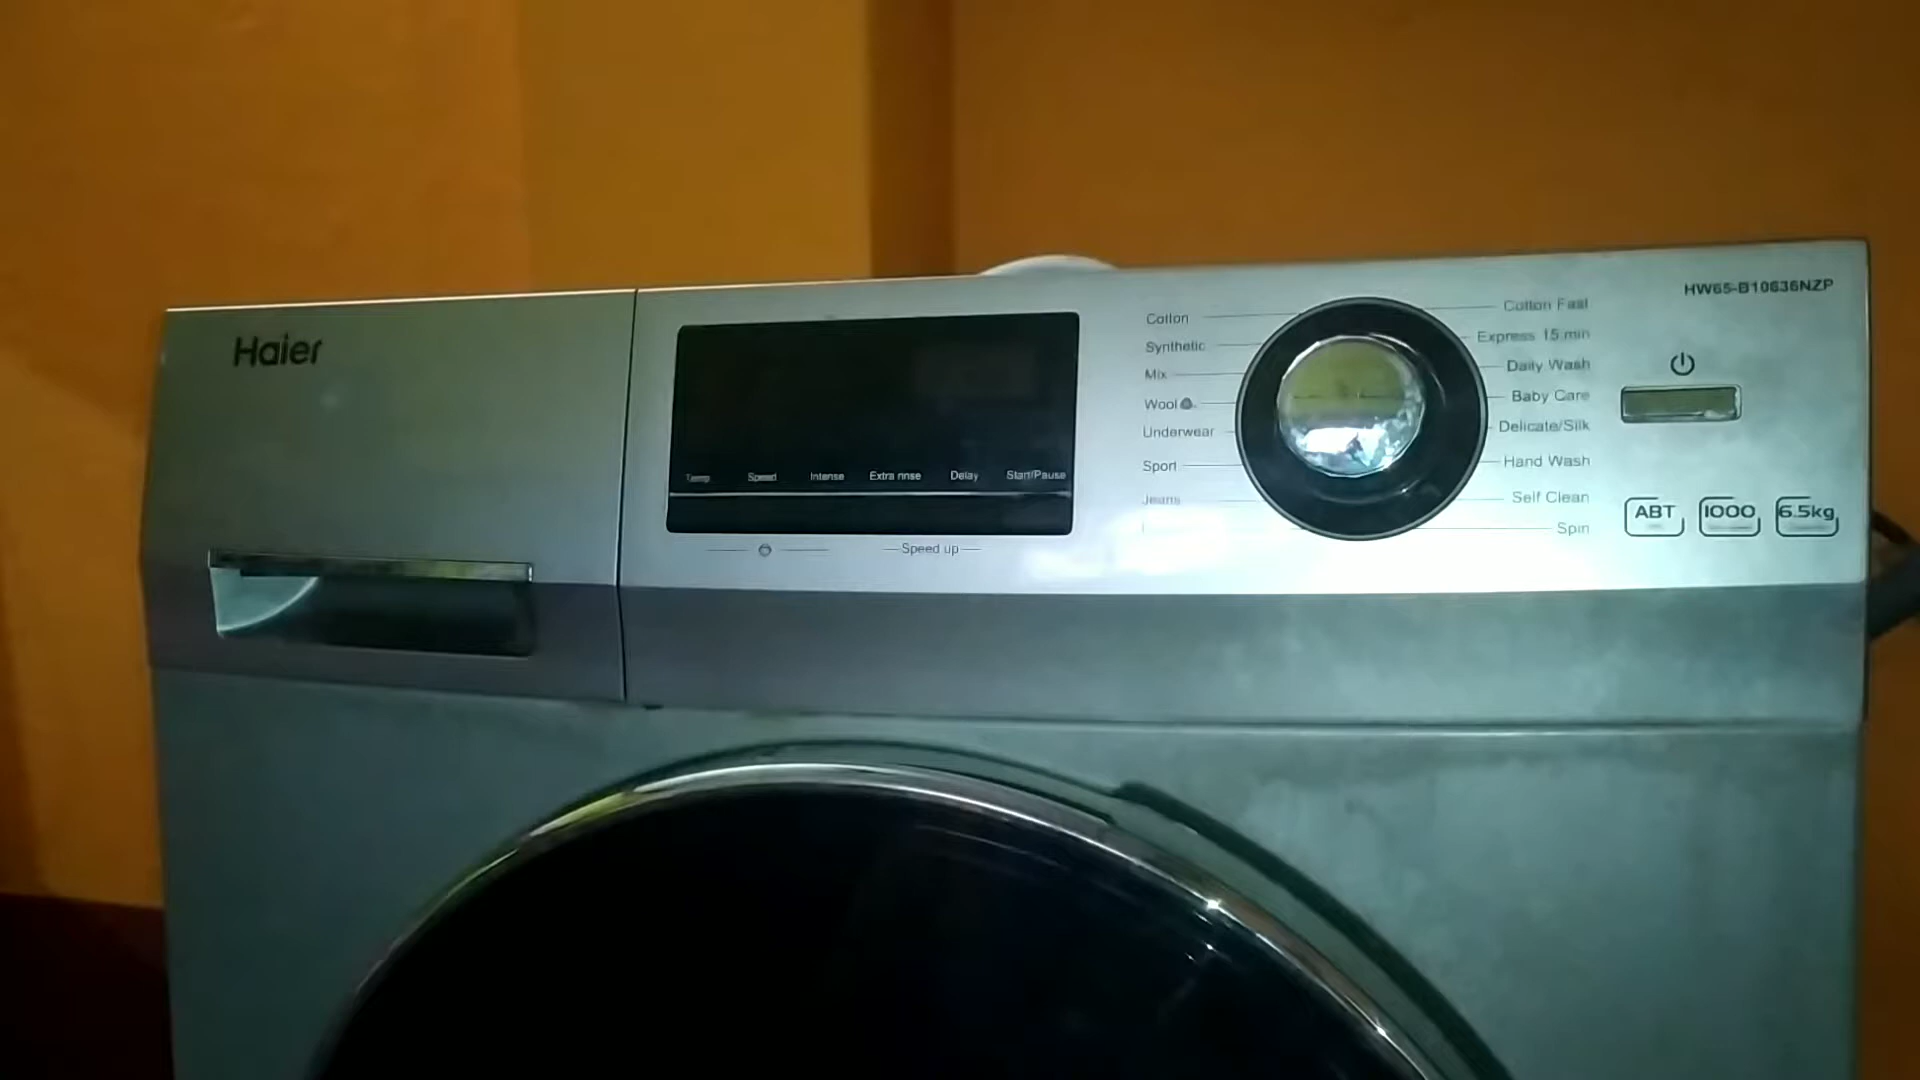 Haier
HW65-B10636NZP
Cotton
Synthetic
Mix
Wool
Underwear
Sport
Jeans
Cotton Fast
Express 15 min
Daily Wash
Baby Care
Delicate/Silk
Hand Wash
Self Clean
Spin
Temp Speed Intense Extra rinse Delay Start/Pause
Speed up
ABT 1000 6.5kg